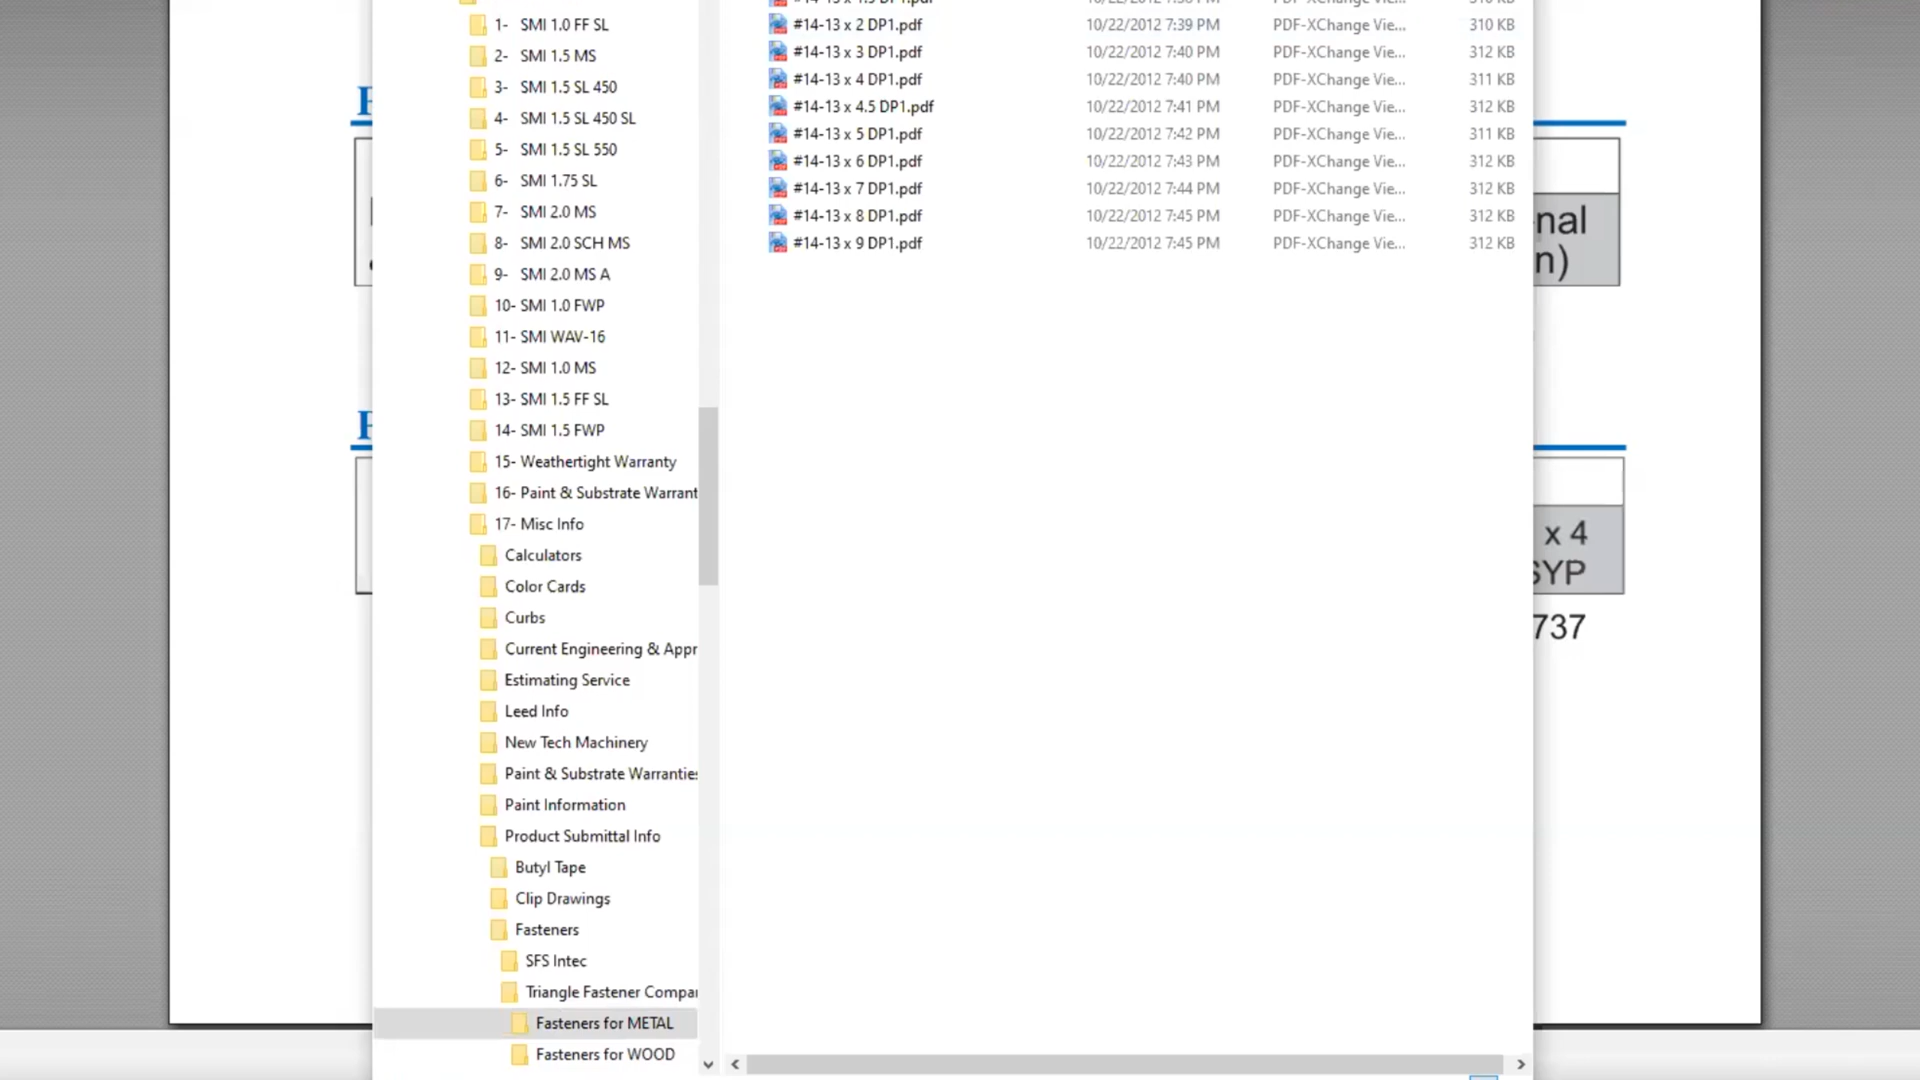 1- SMI 1.0 FF SL
2- SMI 1.5 MS
3- SMI 1.5 SL 450
4- SMI 1.5 SL 450 SL
5- SMI 1.5 SL 550
6- SMI 1.75 SL
7- SMI 2.0 MS
8- SMI 2.0 SCH MS
9- SMI 2.0 MS A
10- SMI 1.0 FWP
11- SMI WAV-16
12- SMI 1.0 MS
13- SMI 1.5 FF SL
14- SMI 1.5 FWP
15- Weathertight Warranty
16- Paint & Substrate Warrant
17- Misc Info
Calculators
Color Cards
Curbs
Current Engineering & Appr
Estimating Service
Leed Info
New Tech Machinery
Paint & Substrate Warranties
Paint Information
Product Submittal Info
Butyl Tape
Clip Drawings
Fasteners
SFS Intec
Triangle Fastener Compa
Fasteners for METAL
Fasteners for WOOD
#14-13 x 2 DP1.pdf 10/22/2012 7:39 PM PDF-XChange Vie... 310 KB
#14-13 x 3 DP1.pdf 10/22/2012 7:40 PM PDF-XChange Vie... 312 KB
#14-13 x 4 DP1.pdf 10/22/2012 7:40 PM PDF-XChange Vie... 311 KB
#14-13 x 4.5 DP1.pdf 10/22/2012 7:41 PM PDF-XChange Vie... 312 KB
#14-13 x 5 DP1.pdf 10/22/2012 7:42 PM PDF-XChange Vie... 311 KB
#14-13 x 6 DP1.pdf 10/22/2012 7:43 PM PDF-XChange Vie... 312 KB
#14-13 x 7 DP1.pdf 10/22/2012 7:44 PM PDF-XChange Vie... 312 KB
#14-13 x 8 DP1.pdf 10/22/2012 7:45 PM PDF-XChange Vie... 312 KB
#14-13 x 9 DP1.pdf 10/22/2012 7:45 PM PDF-XChange Vie... 312 KB
nal
n)
x 4
SYP
737